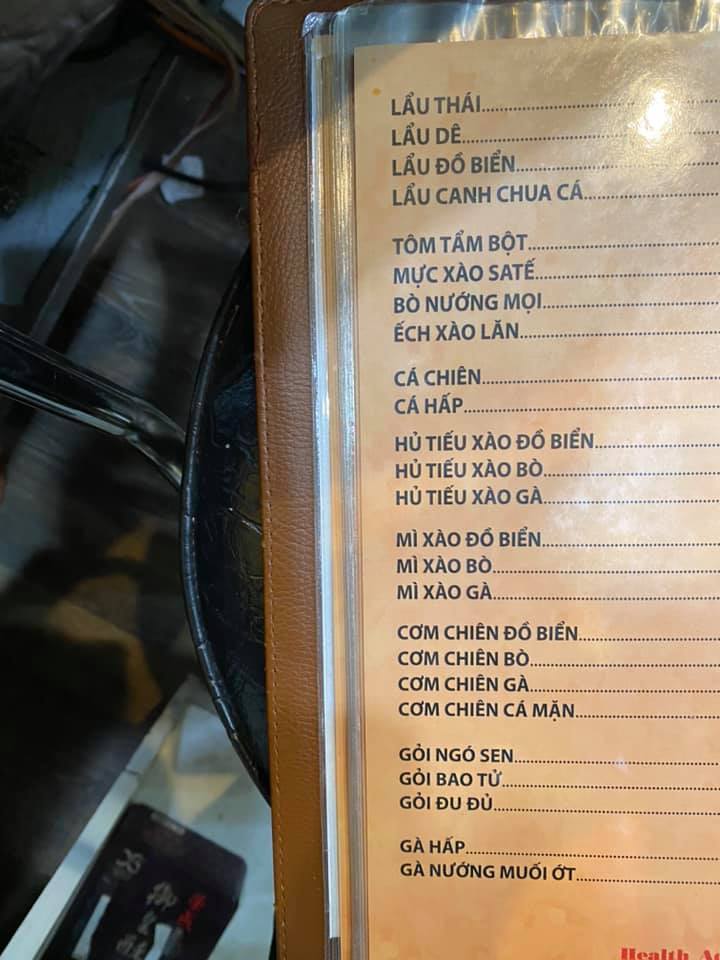 LẨU THÁI
LẨU DÊ
LẨU ĐỒ BIỂN
LẨU CANH CHUA CÁ
TÔM TẨM BỘT
MỰC XÀO SATẾ
BÒ NƯỚNG MỌI
ẾCH XÀO LĂN
CÁ CHIÊN
CÁ HẤP
HỦ TIẾU XÀO ĐỒ BIỂN
HỦ TIẾU XÀO BÒ
HỦ TIẾU XÀO GÀ
MÌ XÀO ĐỒ BIỂN
MÌ XÀO BÒ
MÌ XÀO GÀ
CƠM CHIÊN ĐỒ BIỂN
CƠM CHIÊN BÒ
CƠM CHIÊN GÀ
CƠM CHIÊN CÁ MẶN
GỎI NGÓ SEN
GỎI BAO TỬ
GỎI ĐU ĐỦ
GÀ HẤP
GÀ NƯỚNG MUỐI ỚT
Health